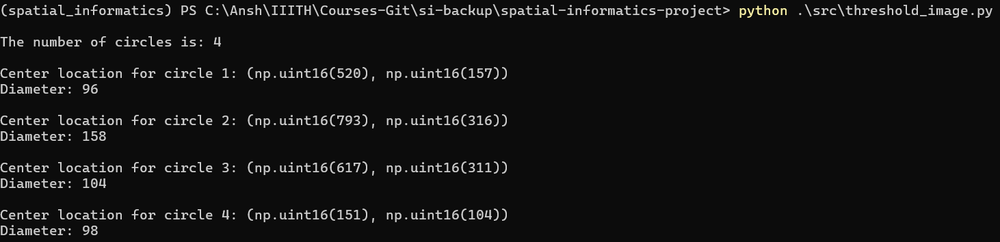 (spatial_informatics) PS C:\Ansh\IIITH\Courses-Git\si-backup\spatial-informatics-project> python .\src\threshold_image.py
The number of circles is: 4
Center location for circle 1: (np.uint16(520), np.uint16(157))
Diameter: 96
Center location for circle 2: (np.uint16(793), np.uint16(316))
Diameter: 158
Center location for circle 3: (np.uint16(617), np.uint16(311))
Diameter: 104
Center location for circle 4: (np.uint16(151), np.uint16(104))
Diameter: 98